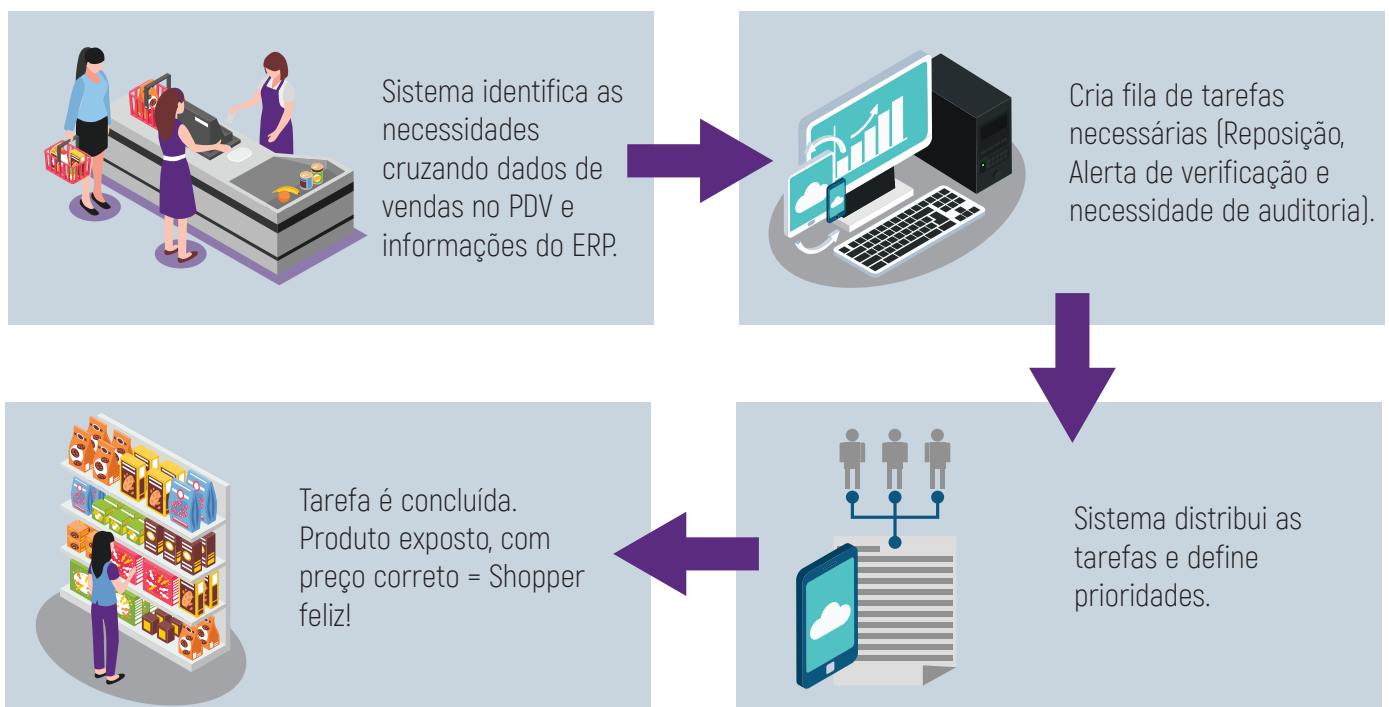 Sistema identifica as
necessidades
cruzando dados de
vendas no PDV e
informações do ERP.
Cria fila de tarefas
necessárias (Reposição,
Alerta de verificação e
necessidade de auditoria).
Sistema distribui as
tarefas e define
prioridades.
Tarefa é concluída.
Produto exposto, com
preço correto = Shopper
feliz!